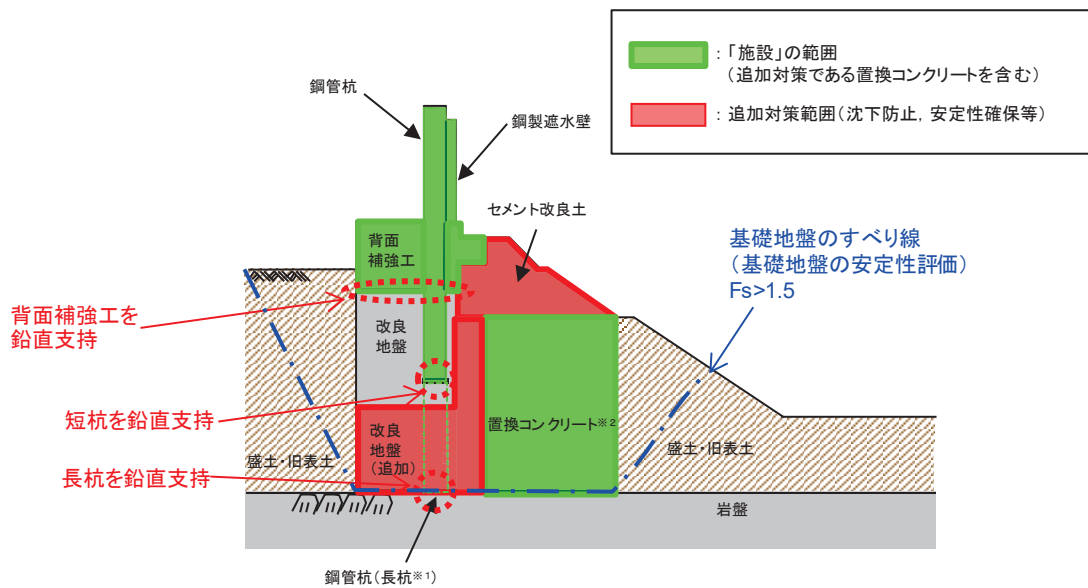 ：「施設」の範囲
（追加対策である置換コンクリートを含む）
：追加対策範囲（沈下防止，安定性確保等）
鋼管杭
鋼製遮水壁
セメント改良土
背面
補強工
基礎地盤のすべり線
（基礎地盤の安定性評価）
Fs>1.5
背面補強工を
鉛直支持
改良
地盤
短杭を鉛直支持
改良
地盤
（追加）
置換コンクリート※2
盛土・旧表土
盛土・旧表土
長杭を鉛直支持
岩盤
鋼管杭（長杭※1）